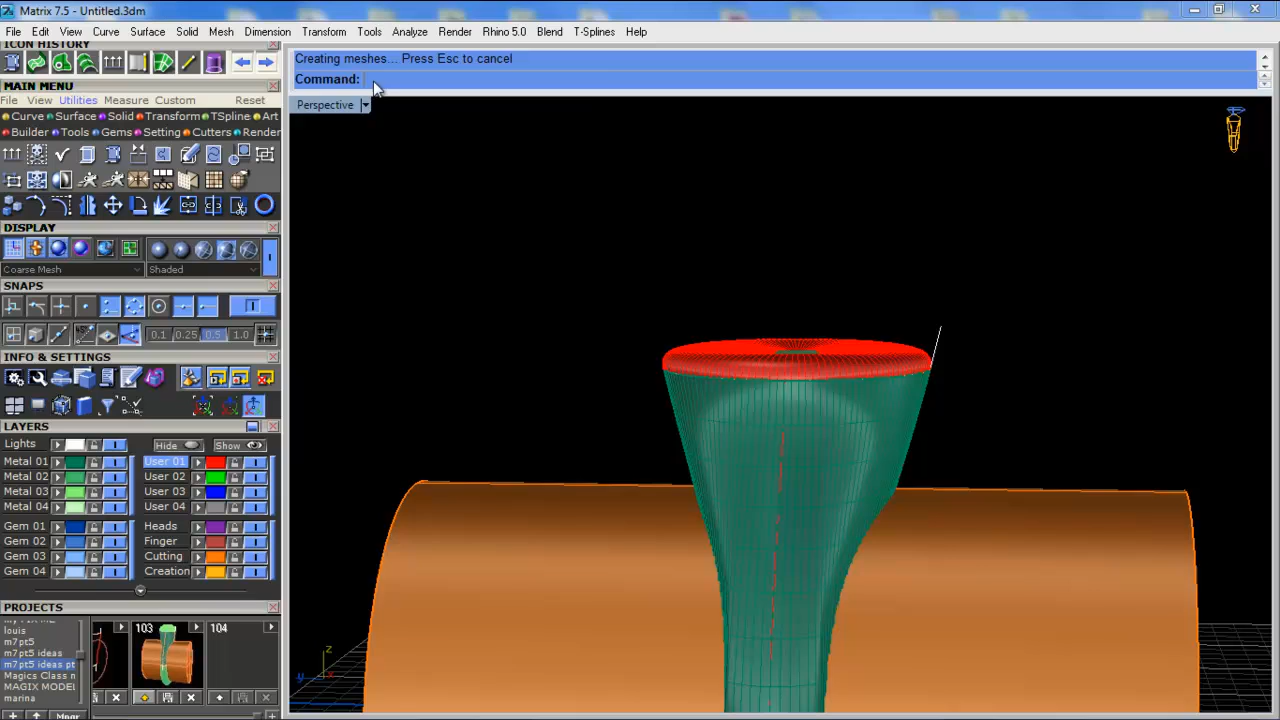 Matrix 7.5 - Untitled.3dm
File Edit View Curve Surface Solid Mesh Dimension Transform Tools Analyze Render Rhino 5.0 Blend T-Splines Help
ICON HISTORY
Creating meshes... Press Esc to cancel
Command:
MAIN MENU
File View Utilities Measure Custom Reset
Perspective
Curve Surface Solid Transform TSpline Art
Builder Tools Gems Setting Cutters Render
DISPLAY
Coarse Mesh Shaded
SNAPS
0.1 0.25 0.5 1.0
INFO & SETTINGS
LAYERS
Lights Hide Show
Metal 01 User 01
Metal 02 User 02
Metal 03 User 03
Metal 04 User 04
Gem 01 Heads
Gem 02 Finger
Gem 03 Cutting
Gem 04 Creation
PROJECTS
louis
103 104
m7pt5
m7pt5 ideas
m7pt5 ideas pt
Magics Cla
MAGIX MO
marina
z
y
x